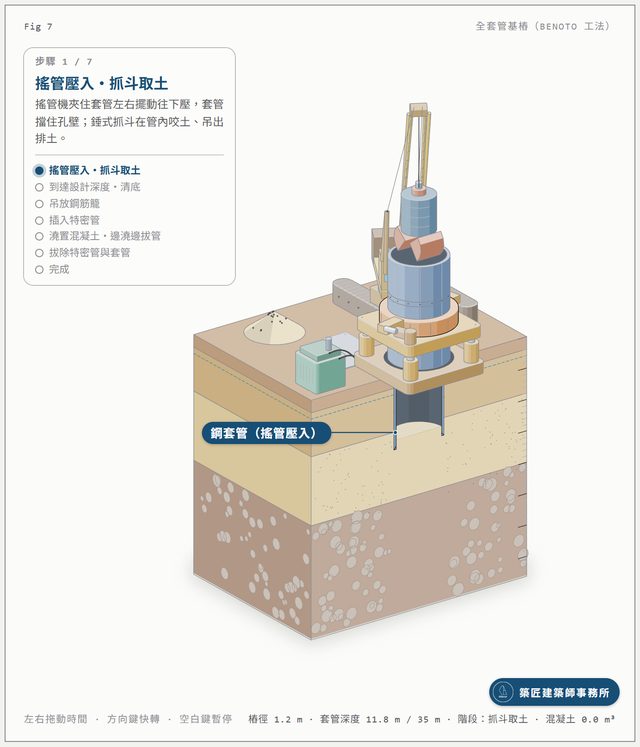 Fig 7
全套管基樁（BENOTO 工法）
步驟 1 / 7
搖管壓入・抓斗取土
搖管機夾住套管左右擺動往下壓，套管
擋住孔壁；錘式抓斗在管內咬土、吊出
排土。
搖管壓入・抓斗取土
到達設計深度・清底
吊放鋼筋籠
插入特密管
澆置混凝土・邊澆邊拔管
拔除特密管與套管
完成
鋼套管（搖管壓入）
築匠建築師事務所
左右拖動時間 · 方向鍵快轉 · 空白鍵暫停
樁徑 1.2 m · 套管深度 11.8 m / 35 m · 階段：抓斗取土 · 混凝土 0.0 m³